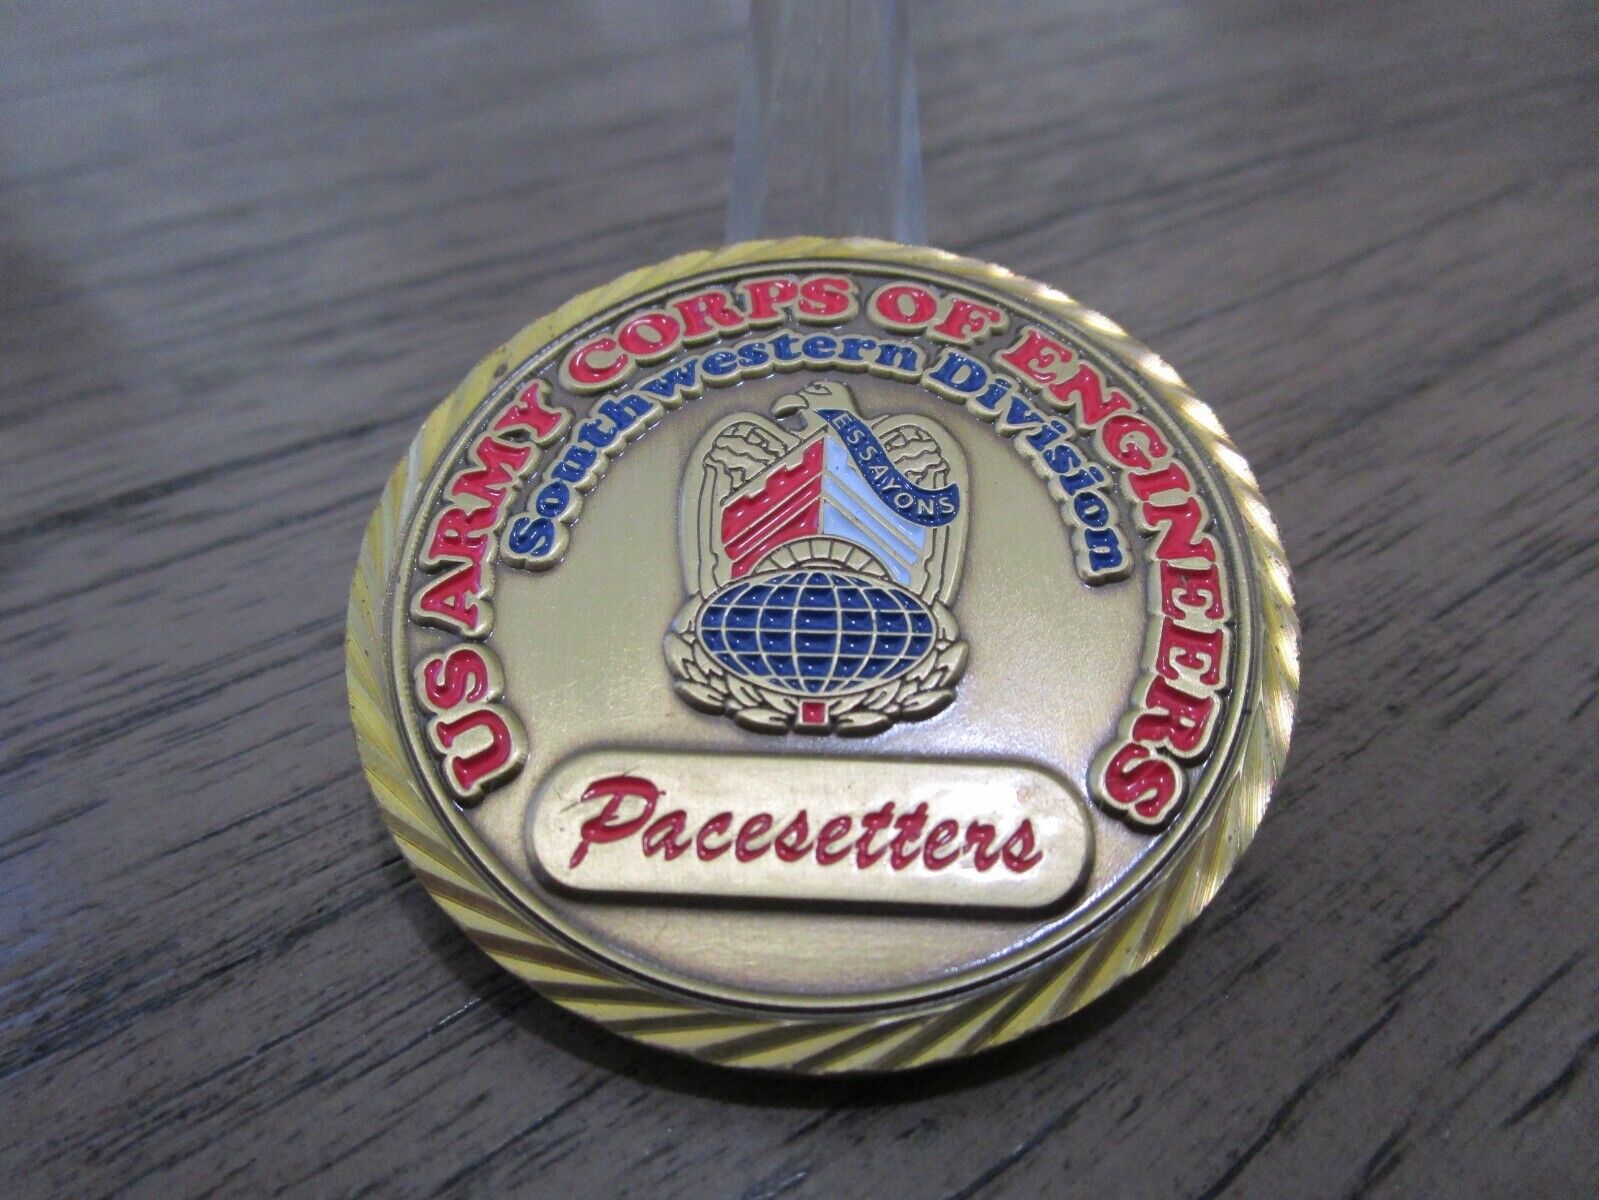 US ARMY CORPS OF ENGINEERS
Southwestern Division
ESSAYONS
Pacesetters